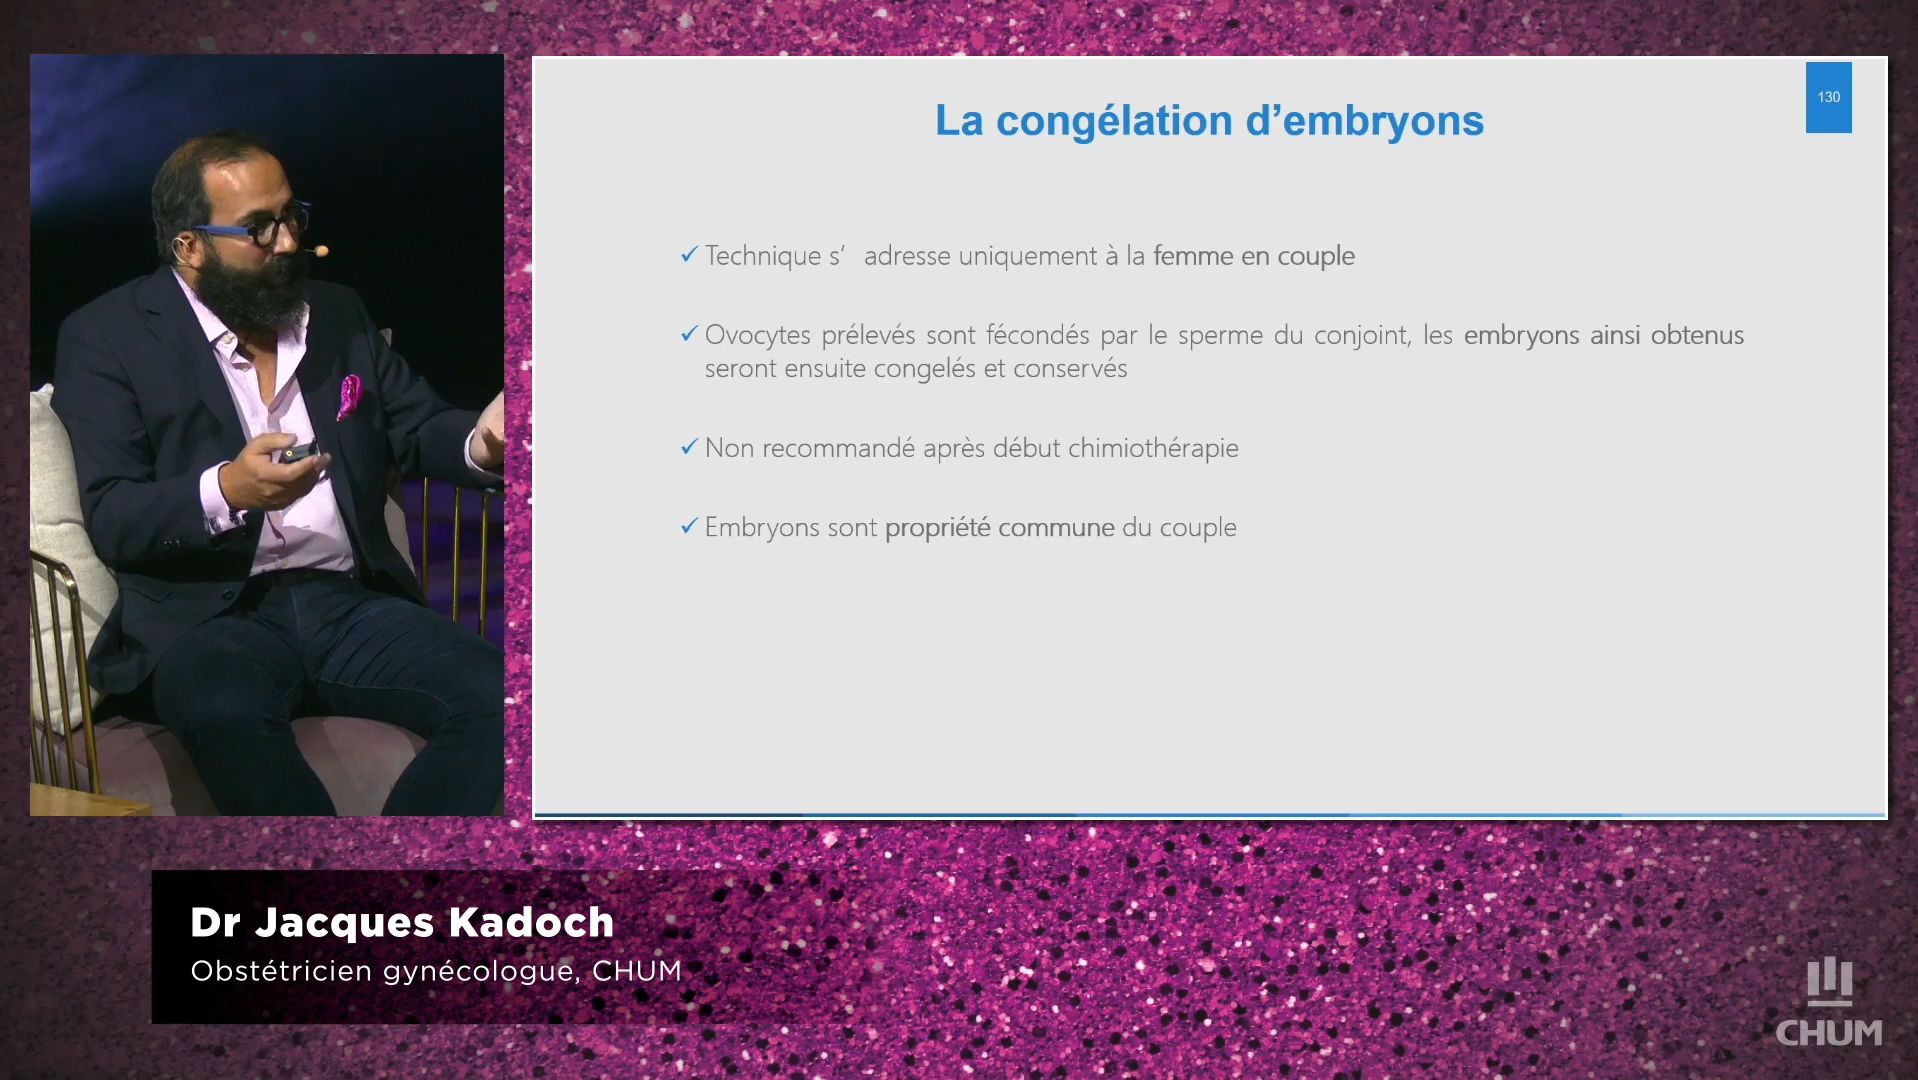 130
La congélation d’embryons
✓ Technique s’ adresse uniquement à la femme en couple
✓ Ovocytes prélevés sont fécondés par le sperme du conjoint, les embryons ainsi obtenus
seront ensuite congelés et conservés
✓ Non recommandé après début chimiothérapie
✓ Embryons sont propriété commune du couple
Dr Jacques Kadoch
Obstétricien gynécologue, CHUM
CHUM